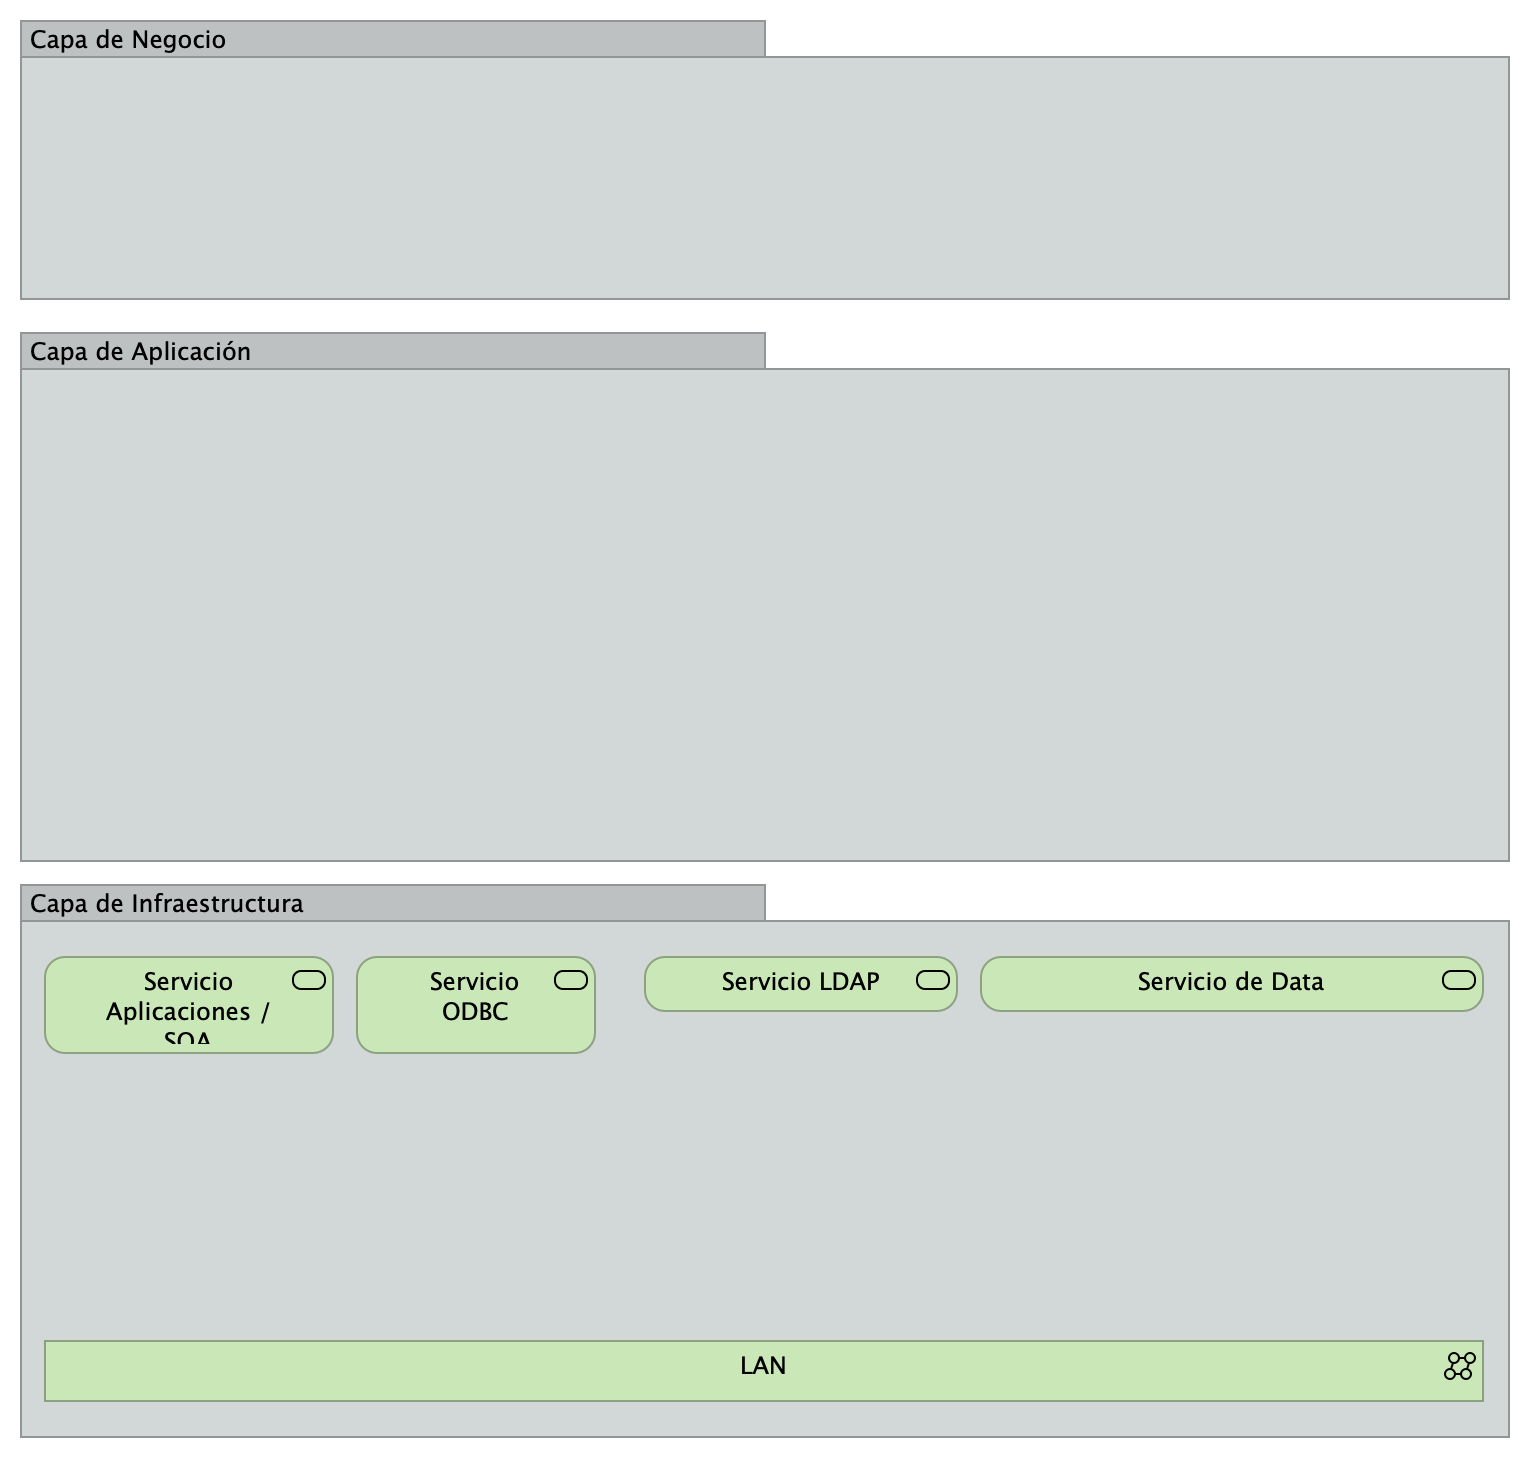 Capa de Negocio
Capa de Aplicación
Capa de Infraestructura
Servicio
Aplicaciones /
SOA
Servicio
ODBC
Servicio LDAP
Servicio de Data
LAN